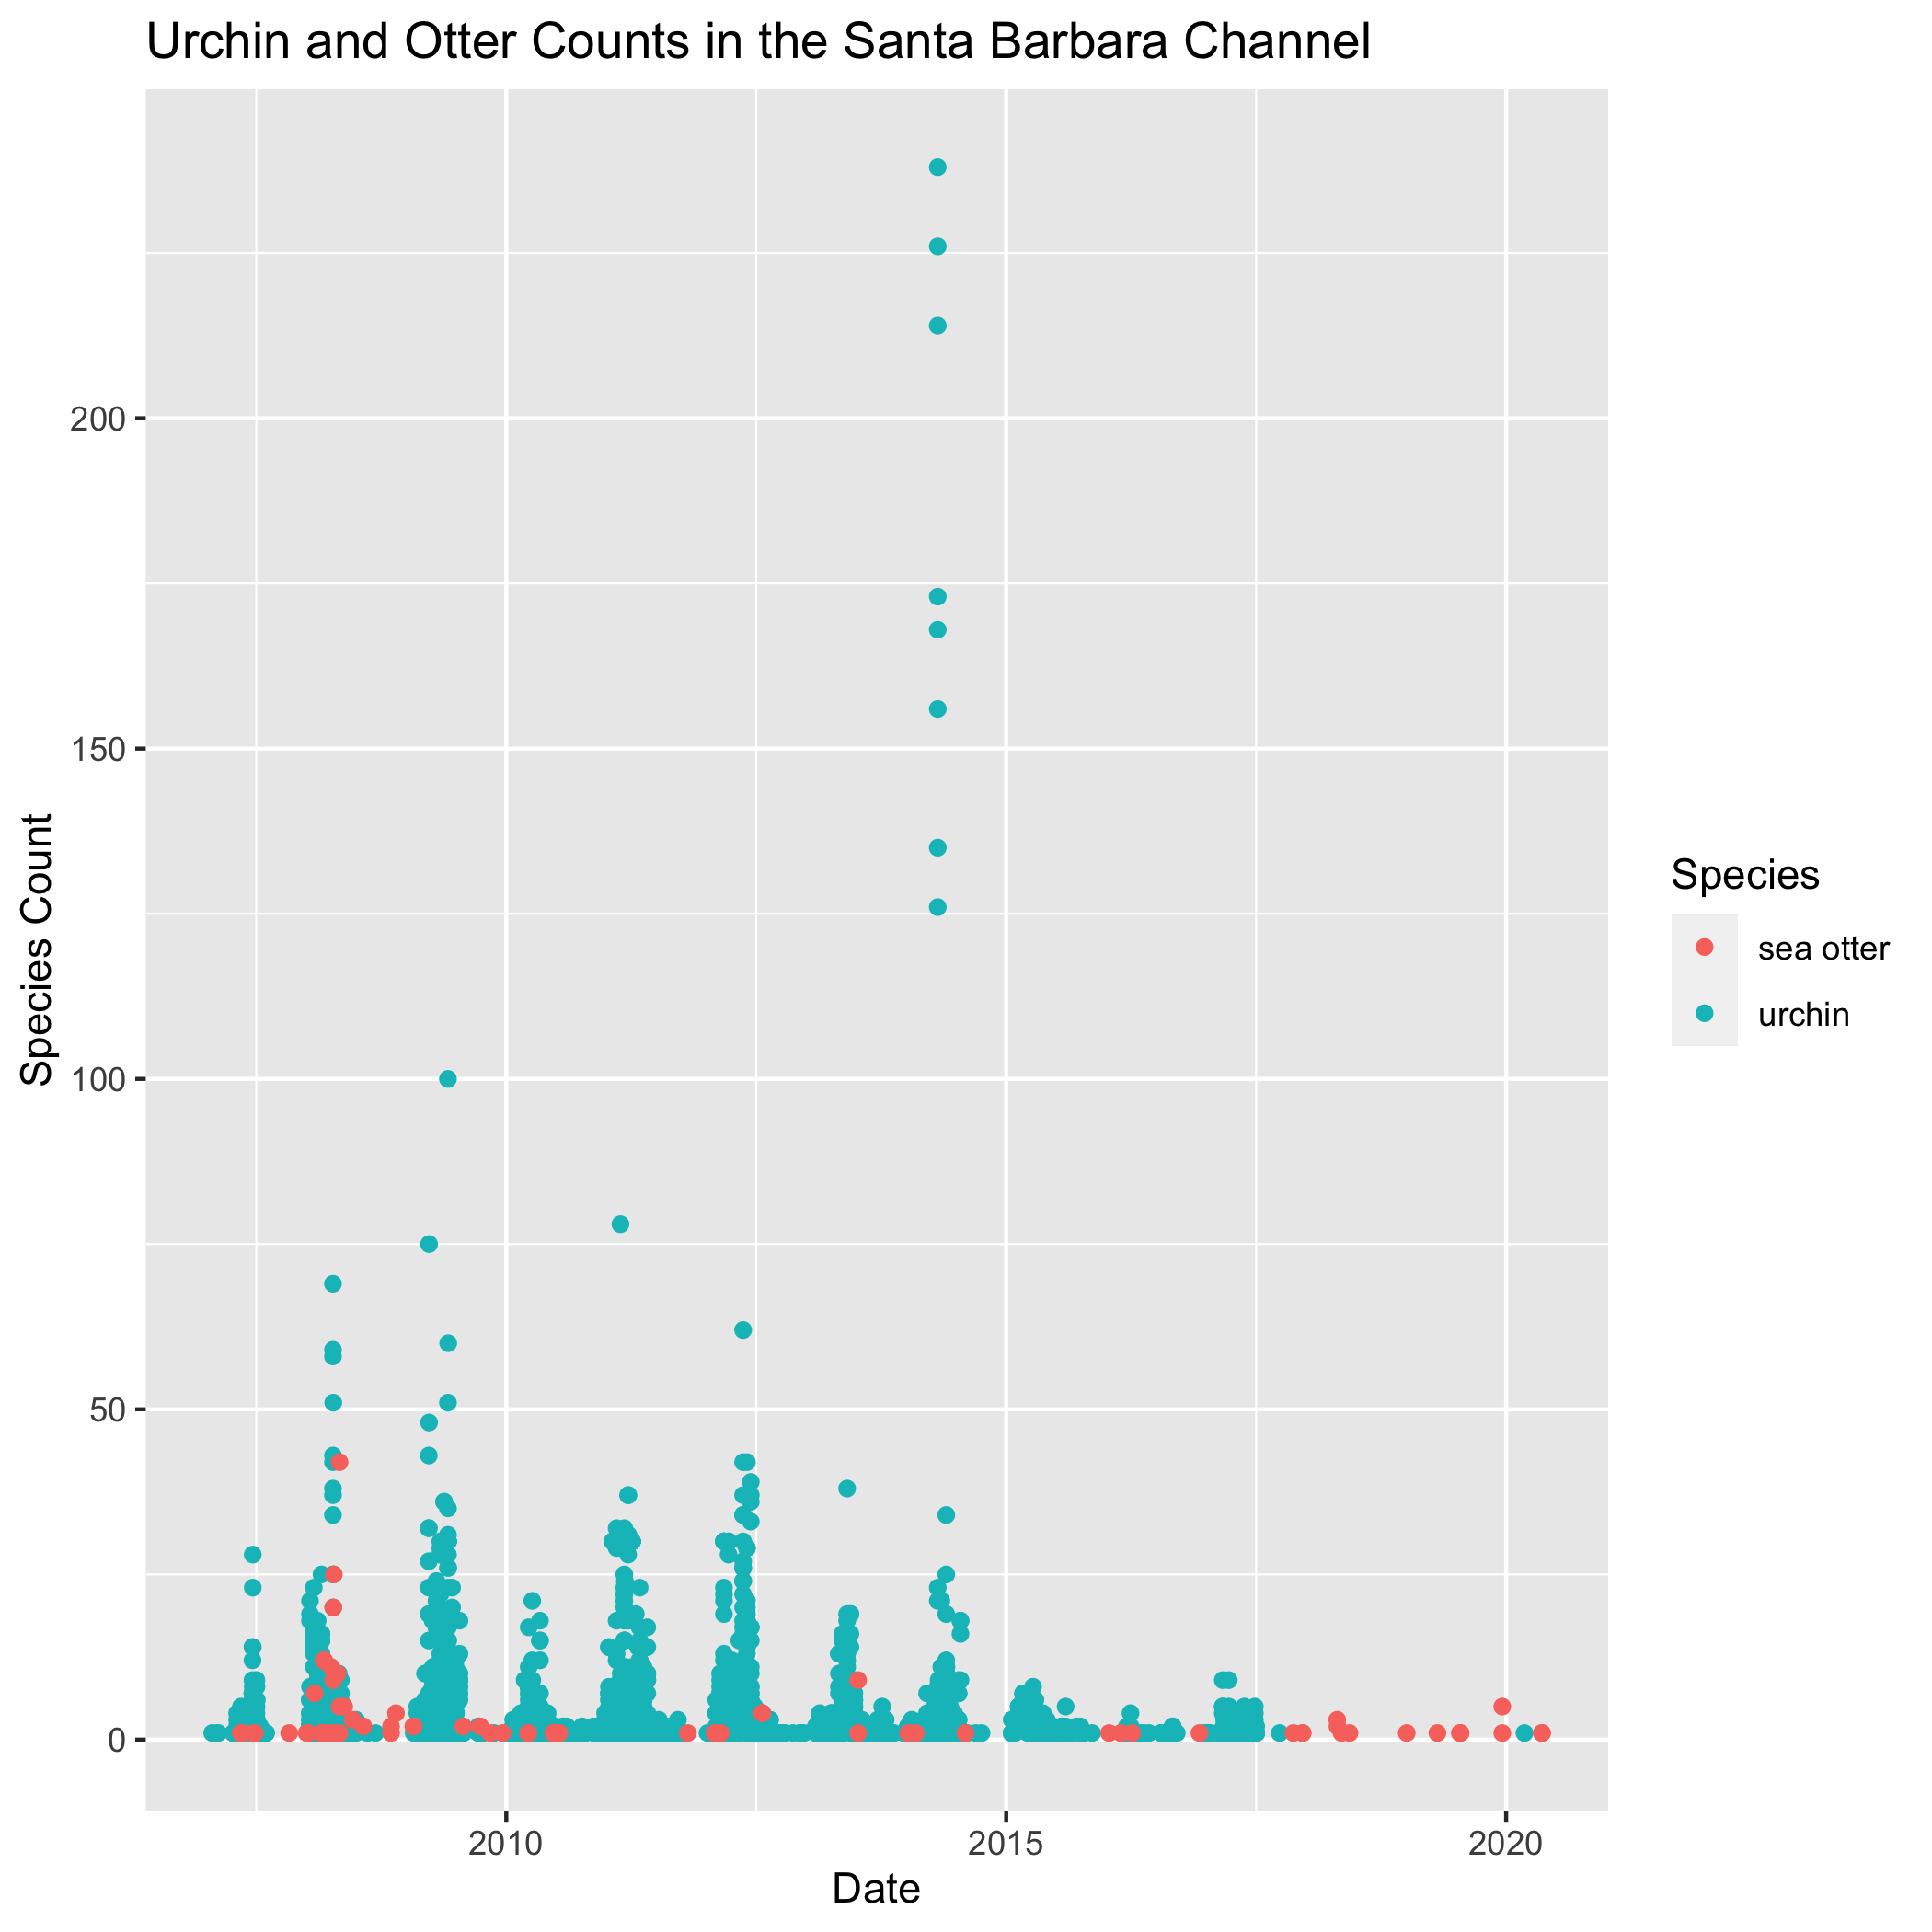 Urchin and Otter Counts in the Santa Barbara Channel
200
150
100
50
0
Species Count
2010
2015
2020
Date
Species
sea otter
urchin